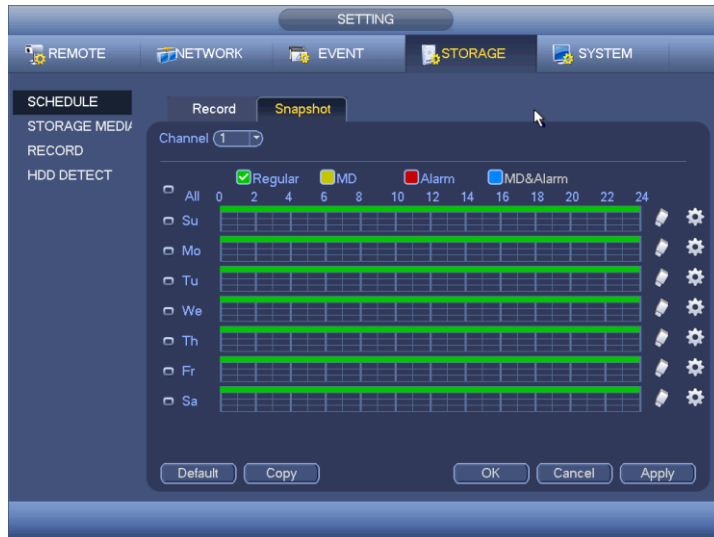 SETTING
REMOTE NETWORK EVENT STORAGE SYSTEM
SCHEDULE
STORAGE MEDI
RECORD
HDD DETECT
Record Snapshot
Channel 1
Regular MD Alarm MD&Alarm
All 0 2 4 6 8 10 12 14 16 18 20 22 24
Su
Mo
Tu
We
Th
Fr
Sa
Default Copy OK Cancel Apply